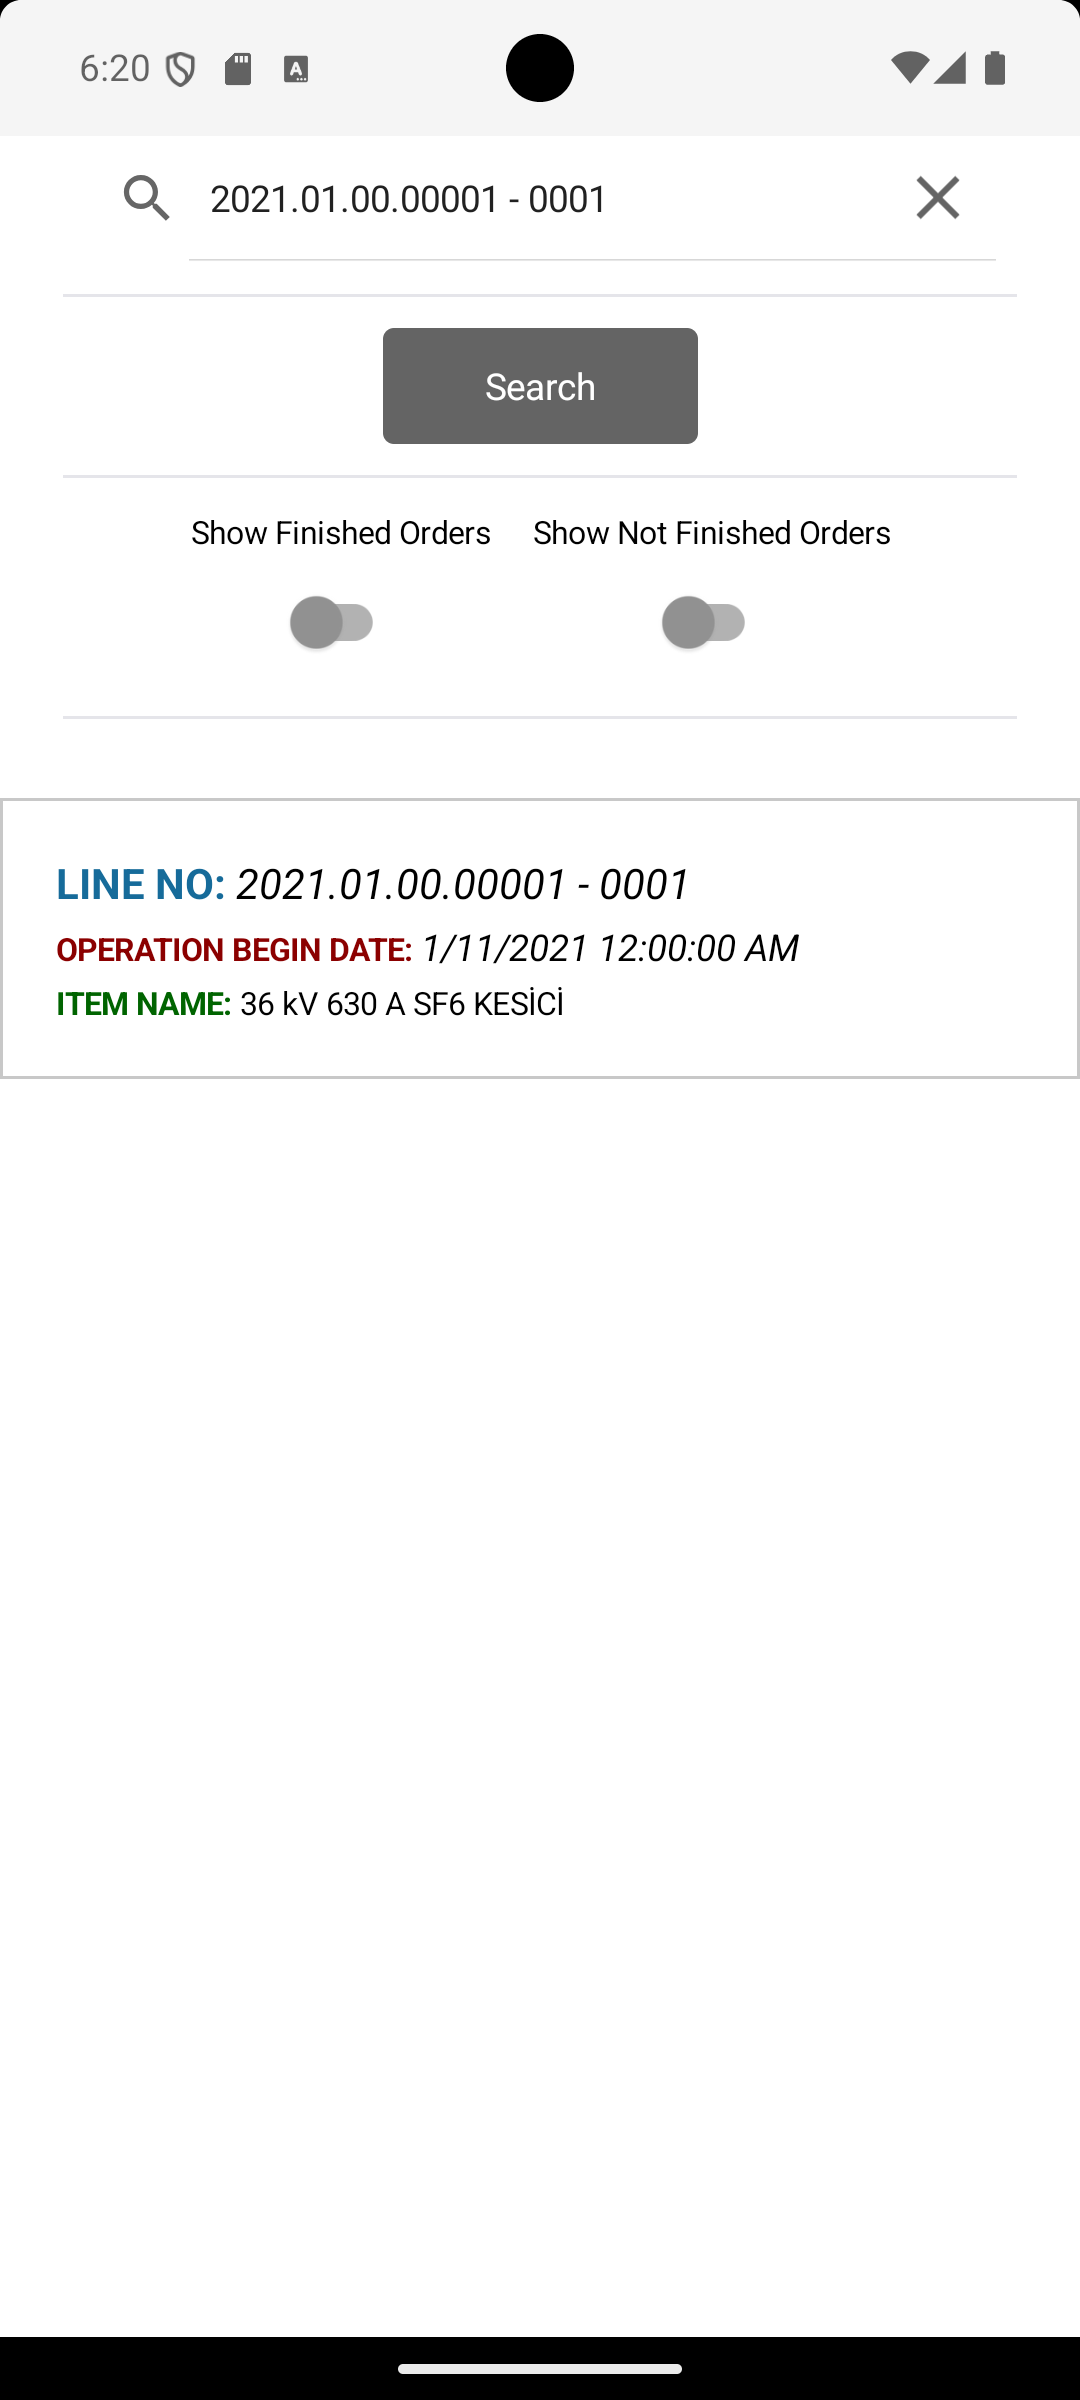 6:20
2021.01.00.00001 - 0001
Search
Show Finished Orders Show Not Finished Orders
LINE NO: 2021.01.00.00001 - 0001
OPERATION BEGIN DATE: 1/11/2021 12:00:00 AM
ITEM NAME: 36 kV 630 A SF6 KESİCİ